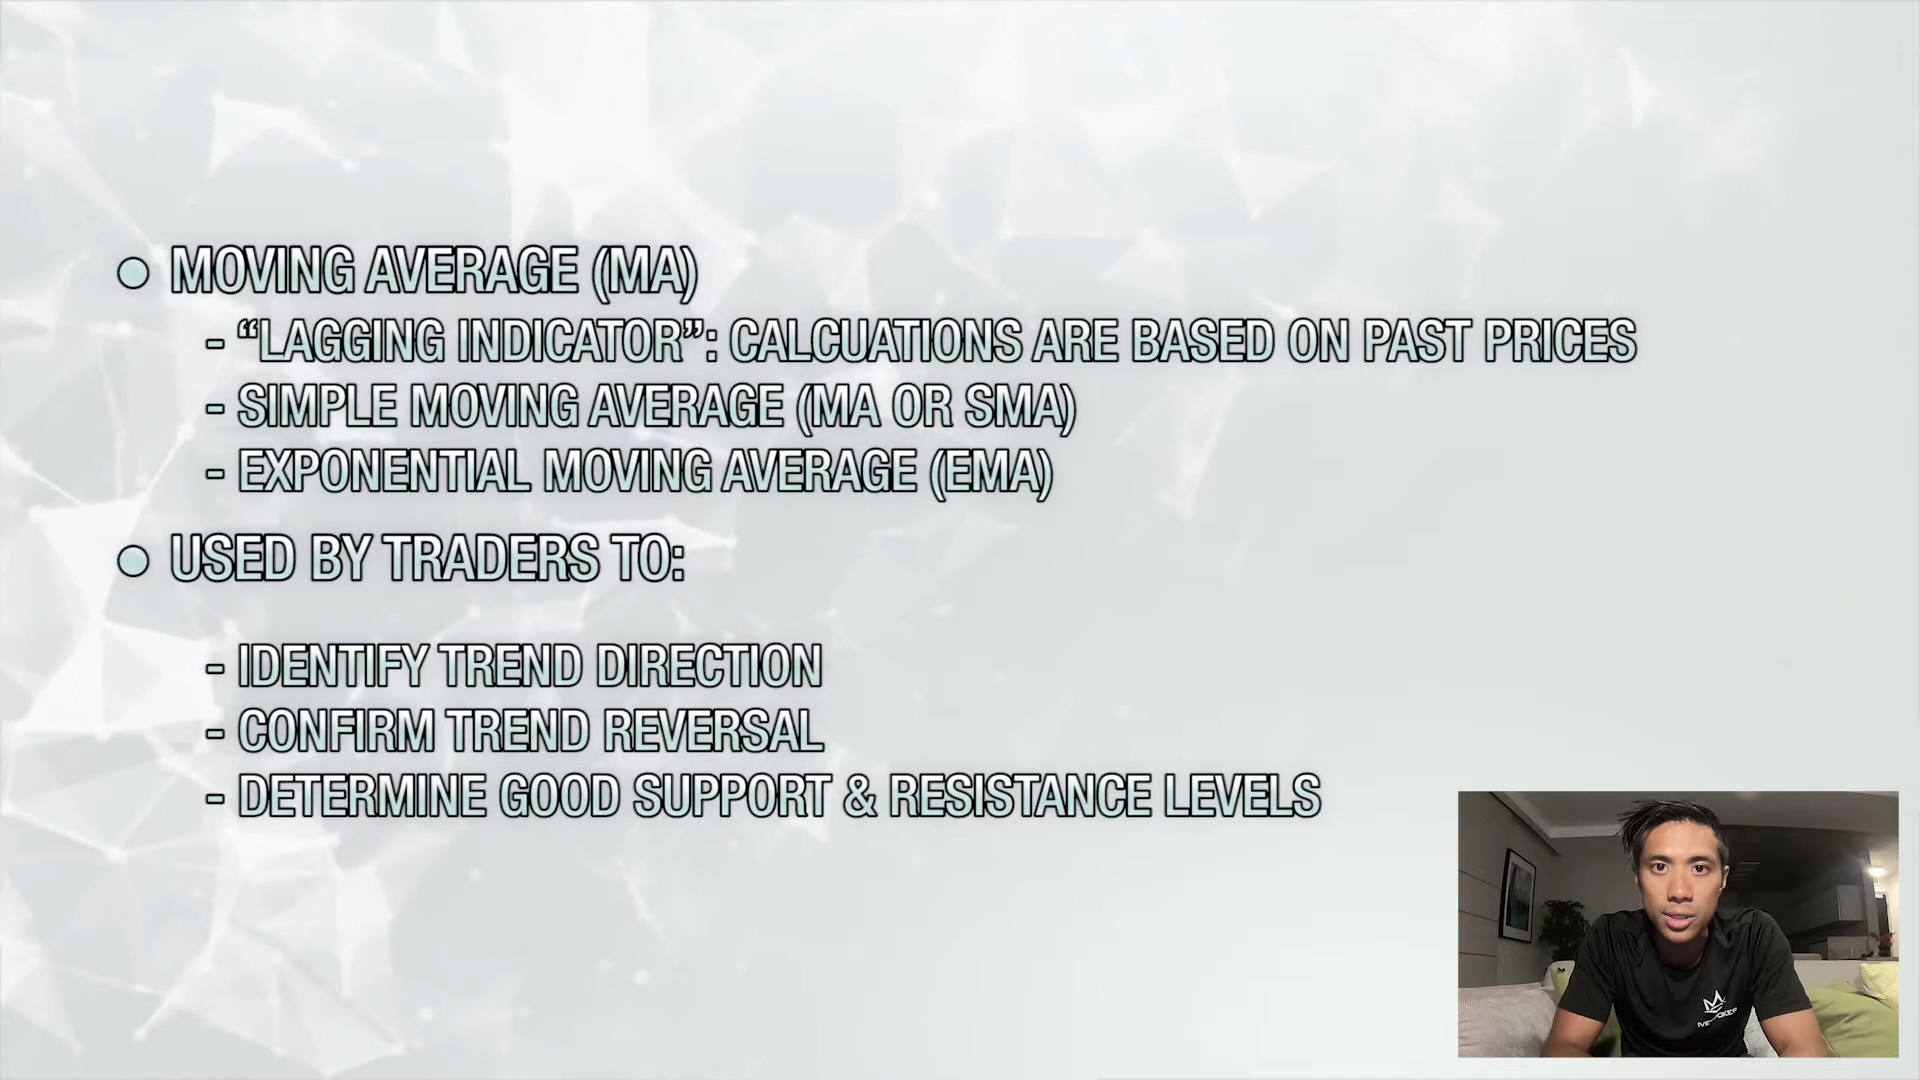 ● MOVING AVERAGE (MA)
- “LAGGING INDICATOR”: CALCUATIONS ARE BASED ON PAST PRICES
- SIMPLE MOVING AVERAGE (MA OR SMA)
- EXPONENTIAL MOVING AVERAGE (EMA)
● USED BY TRADERS TO:
- IDENTIFY TREND DIRECTION
- CONFIRM TREND REVERSAL
- DETERMINE GOOD SUPPORT & RESISTANCE LEVELS